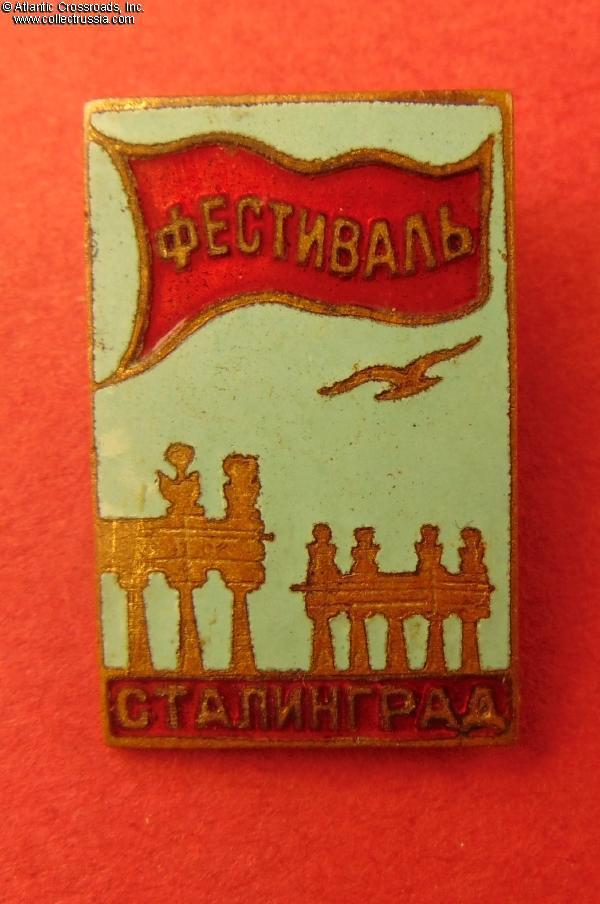 © Atlantic Crossroads, Inc.
www.collectrussia.com
ФЕСТИВАЛЬ
СТАЛИНГРАД